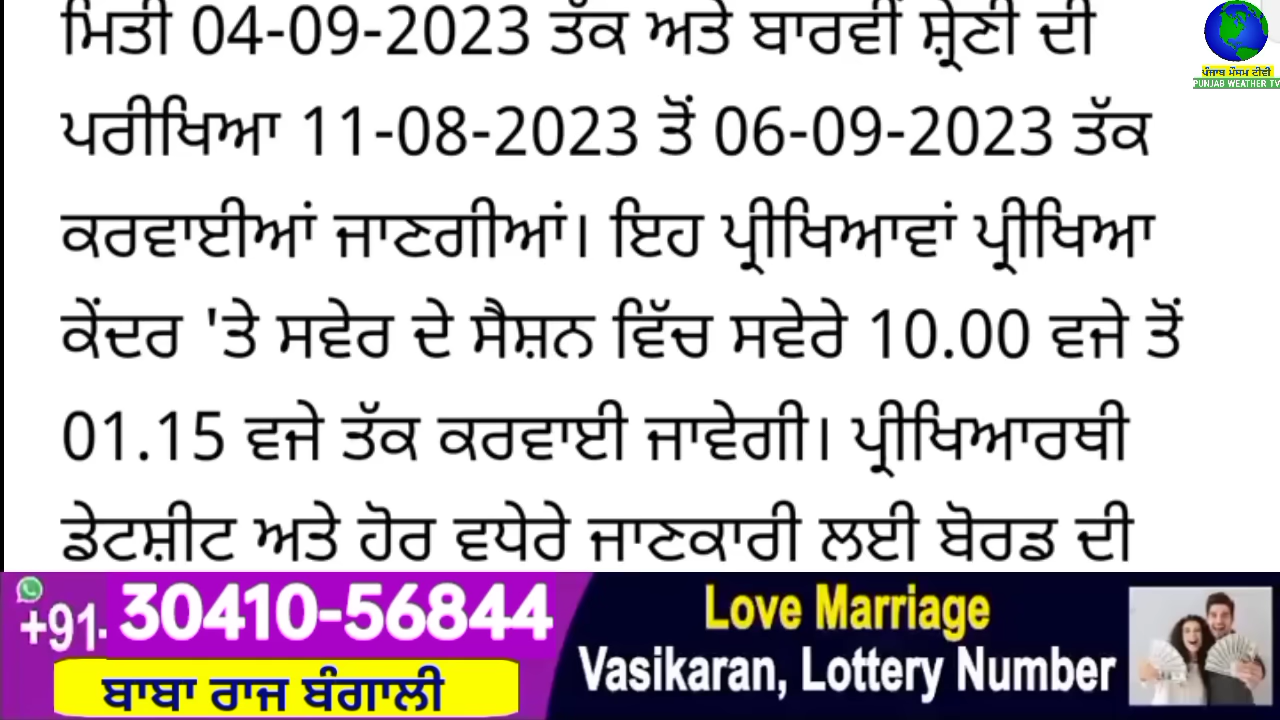 ਮਿਤੀ 04-09-2023 ਤੱਕ ਅਤੇ ਬਾਰਵੀਂ ਸ਼੍ਰੇਣੀ ਦੀ
ਪਰੀਖਿਆ 11-08-2023 ਤੋਂ 06-09-2023 ਤੱਕ
ਕਰਵਾਈਆਂ ਜਾਣਗੀਆਂ। ਇਹ ਪ੍ਰੀਖਿਆਵਾਂ ਪ੍ਰੀਖਿਆ
ਕੇਂਦਰ 'ਤੇ ਸਵੇਰ ਦੇ ਸੈਸ਼ਨ ਵਿੱਚ ਸਵੇਰੇ 10.00 ਵਜੇ ਤੋਂ
01.15 ਵਜੇ ਤੱਕ ਕਰਵਾਈ ਜਾਵੇਗੀ। ਪ੍ਰੀਖਿਆਰਥੀ
ਡੇਟਸ਼ੀਟ ਅਤੇ ਹੋਰ ਵਧੇਰੇ ਜਾਣਕਾਰੀ ਲਈ ਬੋਰਡ ਦੀ
ਪੰਜਾਬ ਮੌਸਮ ਟੀਵੀ
PUNJAB WEATHER TV
+91- 30410-56844
ਬਾਬਾ ਰਾਜ ਬੰਗਾਲੀ
Love Marriage
Vasikaran, Lottery Number